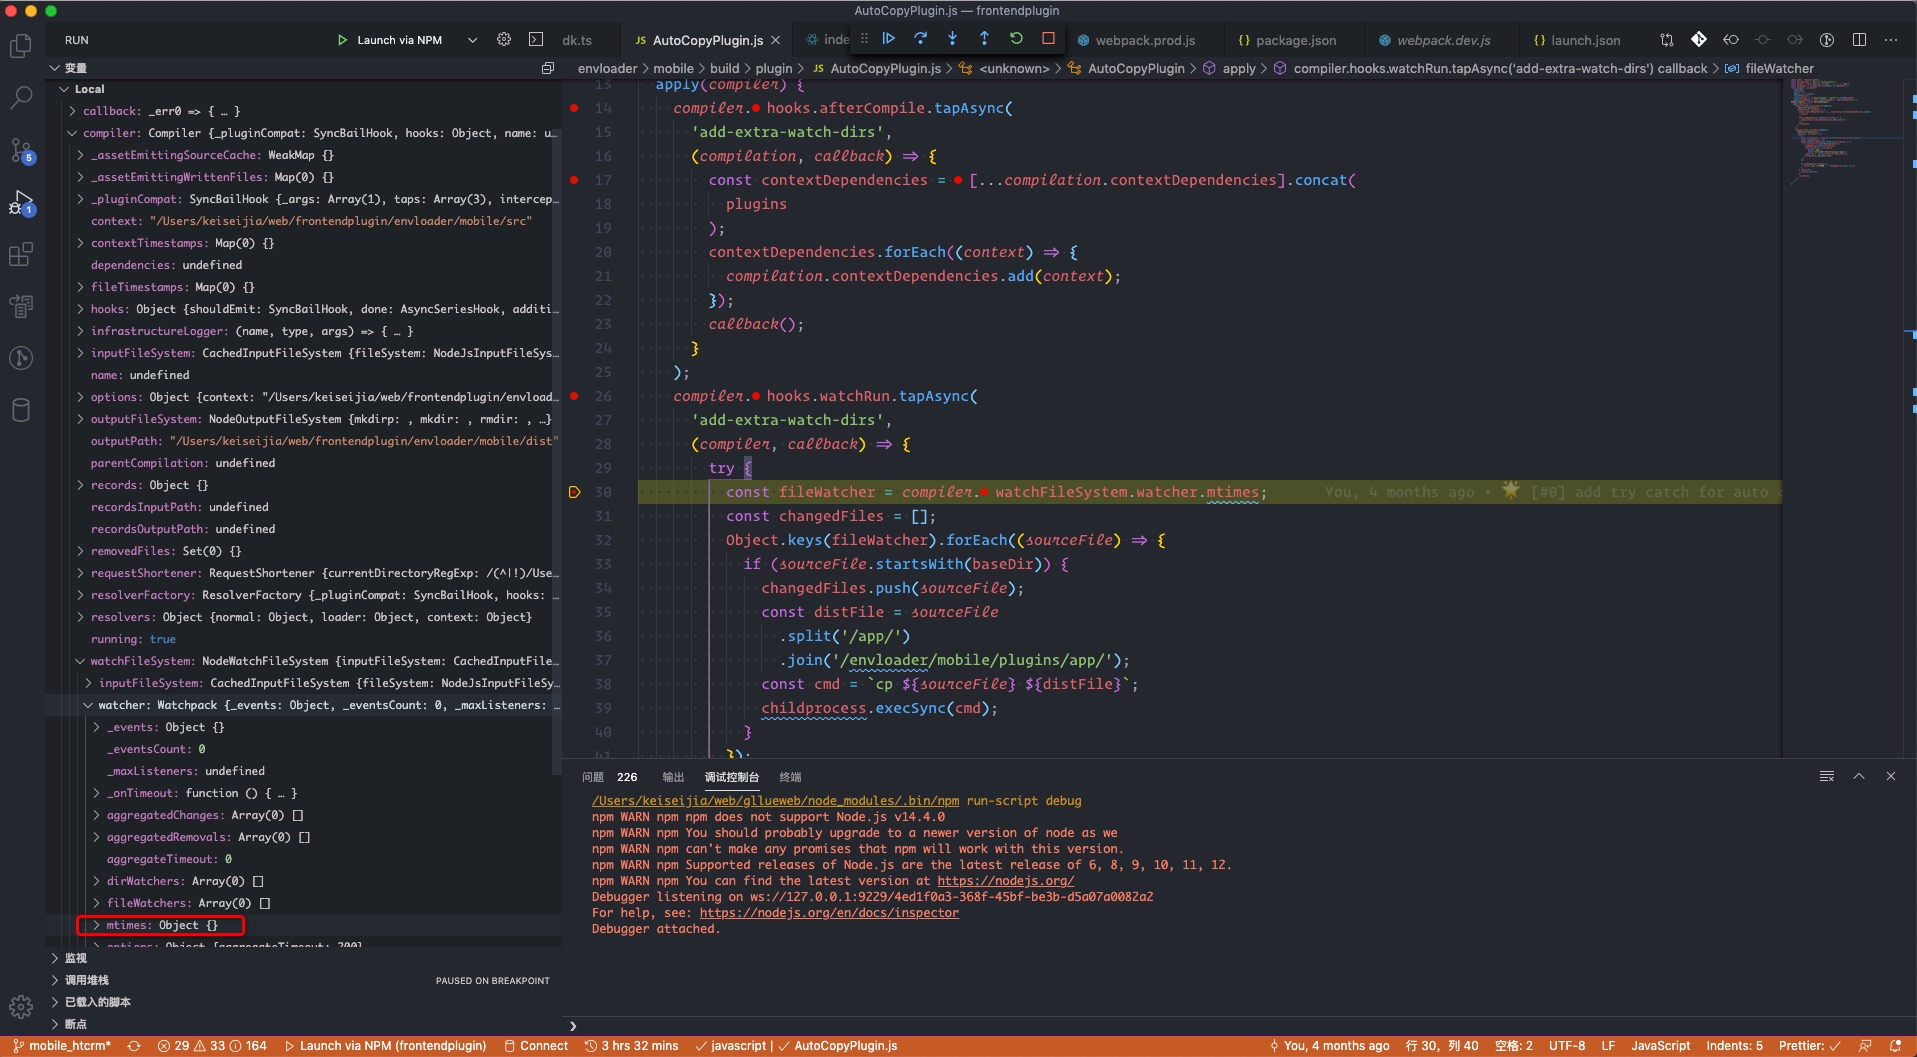 AutoCopyPlugin.js — frontendplugin
RUN
Launch via NPM
dk.ts
JS AutoCopyPlugin.js
inde
webpack.prod.js
{} package.json
webpack.dev.js
{} launch.json
变量
envloader > mobile > build > plugin > JS AutoCopyPlugin.js > <unknown> > AutoCopyPlugin > apply > compiler.hooks.watchRun.tapAsync('add-extra-watch-dirs') callback > fileWatcher
Local
callback: _err0 => { … }
compiler: Compiler {_pluginCompat: SyncBailHook, hooks: Object, name: u…
_assetEmittingSourceCache: WeakMap {}
_assetEmittingWrittenFiles: Map(0) {}
_pluginCompat: SyncBailHook {_args: Array(1), taps: Array(3), intercep…
context: "/Users/keiseijia/web/frontendplugin/envloader/mobile/src"
contextTimestamps: Map(0) {}
dependencies: undefined
fileTimestamps: Map(0) {}
hooks: Object {shouldEmit: SyncBailHook, done: AsyncSeriesHook, additi…
infrastructureLogger: (name, type, args) => { … }
inputFileSystem: CachedInputFileSystem {fileSystem: NodeJsInputFileSys…
name: undefined
options: Object {context: "/Users/keiseijia/web/frontendplugin/envload…
outputFileSystem: NodeOutputFileSystem {mkdirp: , mkdir: , rmdir: , …}
outputPath: "/Users/keiseijia/web/frontendplugin/envloader/mobile/dist"
parentCompilation: undefined
records: Object {}
recordsInputPath: undefined
recordsOutputPath: undefined
removedFiles: Set(0) {}
requestShortener: RequestShortener {currentDirectoryRegExp: /(^|!)/Use…
resolverFactory: ResolverFactory {_pluginCompat: SyncBailHook, hooks: …
resolvers: Object {normal: Object, loader: Object, context: Object}
running: true
watchFileSystem: NodeWatchFileSystem {inputFileSystem: CachedInputFile…
inputFileSystem: CachedInputFileSystem {fileSystem: NodeJsInputFileSy…
watcher: Watchpack {_events: Object, _eventsCount: 0, _maxListeners: …
_events: Object {}
_eventsCount: 0
_maxListeners: undefined
_onTimeout: function () { … }
aggregatedChanges: Array(0) []
aggregatedRemovals: Array(0) []
aggregateTimeout: 0
dirWatchers: Array(0) []
fileWatchers: Array(0) []
mtimes: Object {}
options: Object {aggregateTimeout: 200}
监视
调用堆栈
PAUSED ON BREAKPOINT
已载入的脚本
断点
13 apply(compiler) {
14 compiler. hooks.afterCompile.tapAsync(
15 'add-extra-watch-dirs',
16 (compilation, callback) => {
17 const contextDependencies = [...compilation.contextDependencies].concat(
18 plugins
19 );
20 contextDependencies.forEach((context) => {
21 compilation.contextDependencies.add(context);
22 });
23 callback();
24 }
25 );
26 compiler. hooks.watchRun.tapAsync(
27 'add-extra-watch-dirs',
28 (compiler, callback) => {
29 try {
30 const fileWatcher = compiler. watchFileSystem.watcher.mtimes; You, 4 months ago • 🌟 [#0] add try catch for auto c
31 const changedFiles = [];
32 Object.keys(fileWatcher).forEach((sourceFile) => {
33 if (sourceFile.startsWith(baseDir)) {
34 changedFiles.push(sourceFile);
35 const distFile = sourceFile
36 .split('/app/')
37 .join('/envloader/mobile/plugins/app/');
38 const cmd = `cp ${sourceFile} ${distFile}`;
39 childprocess.execSync(cmd);
40 }
41 });
问题 226 输出 调试控制台 终端
/Users/keiseijia/web/gllueweb/node_modules/.bin/npm run-script debug
npm WARN npm npm does not support Node.js v14.4.0
npm WARN npm You should probably upgrade to a newer version of node as we
npm WARN npm can't make any promises that npm will work with this version.
npm WARN npm Supported releases of Node.js are the latest release of 6, 8, 9, 10, 11, 12.
npm WARN npm You can find the latest version at https://nodejs.org/
Debugger listening on ws://127.0.0.1:9229/4ed1f0a3-368f-45bf-be3b-d5a07a0082a2
For help, see: https://nodejs.org/en/docs/inspector
Debugger attached.
5
1
mobile_htcrm* 29 33 164 Launch via NPM (frontendplugin) Connect 3 hrs 32 mins javascript | AutoCopyPlugin.js You, 4 months ago 行 30，列 40 空格: 2 UTF-8 LF JavaScript Indents: 5 Prettier: ✓